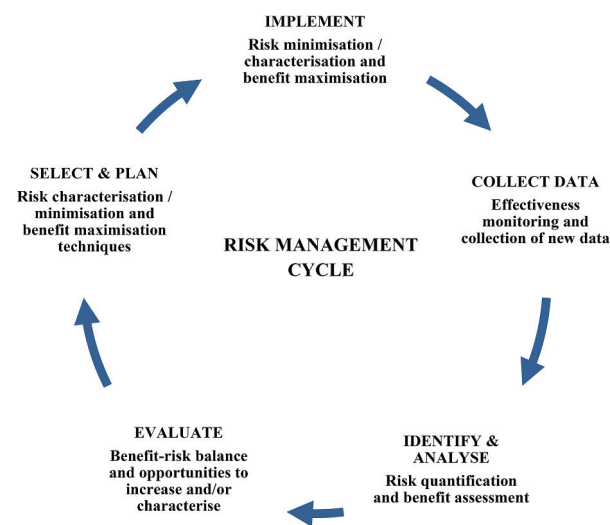 IMPLEMENT
Risk minimisation /
characterisation and
benefit maximisation
COLLECT DATA
Effectiveness
monitoring and
collection of new data
IDENTIFY &
ANALYSE
Risk quantification
and benefit assessment
EVALUATE
Benefit-risk balance
and opportunities to
increase and/or
characterise
SELECT & PLAN
Risk characterisation /
minimisation and
benefit maximisation
techniques
RISK MANAGEMENT
CYCLE